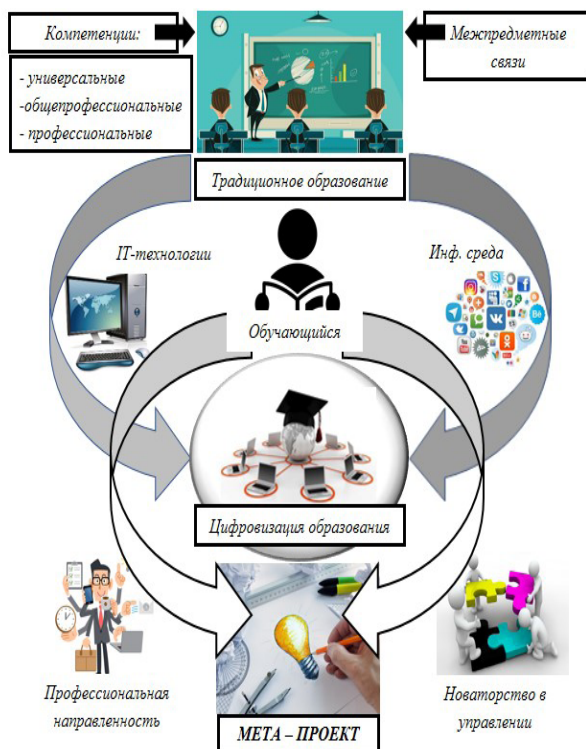 Компетенции:
- универсальные
-общепрофессиональные
- профессиональные
Межпредметные
связи
Традиционное образование
IT-технологии
Инф. среда
Обучающийся
Цифровизация образования
Профессиональная
направленность
МЕТА – ПРОЕКТ
Новаторство в
управлении